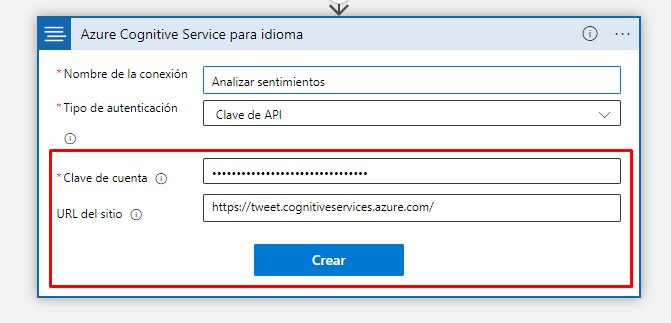 Azure Cognitive Service para idioma
* Nombre de la conexión
Analizar sentimientos
* Tipo de autenticación
Clave de API
* Clave de cuenta
••••••••••••••••••••••••••••••••
URL del sitio
https://tweet.cognitiveservices.azure.com/
Crear